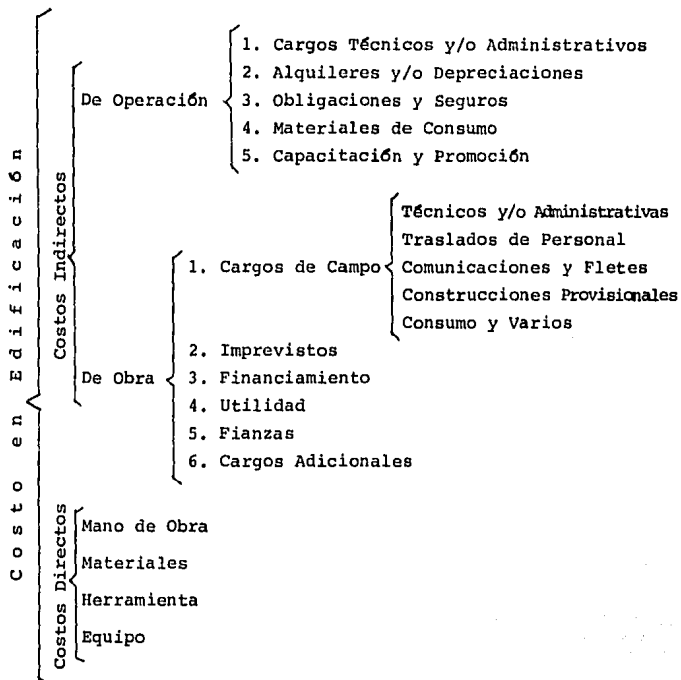 Costo en Edificación
Costos Indirectos
De Operación
1. Cargos Técnicos y/o Administrativos
2. Alquileres y/o Depreciaciones
3. Obligaciones y Seguros
4. Materiales de Consumo
5. Capacitación y Promoción
De Obra
1. Cargos de Campo
Técnicos y/o Administrativas
Traslados de Personal
Comunicaciones y Fletes
Construcciones Provisionales
Consumo y Varios
2. Imprevistos
3. Financiamiento
4. Utilidad
5. Fianzas
6. Cargos Adicionales
Costos Directos
Mano de Obra
Materiales
Herramienta
Equipo